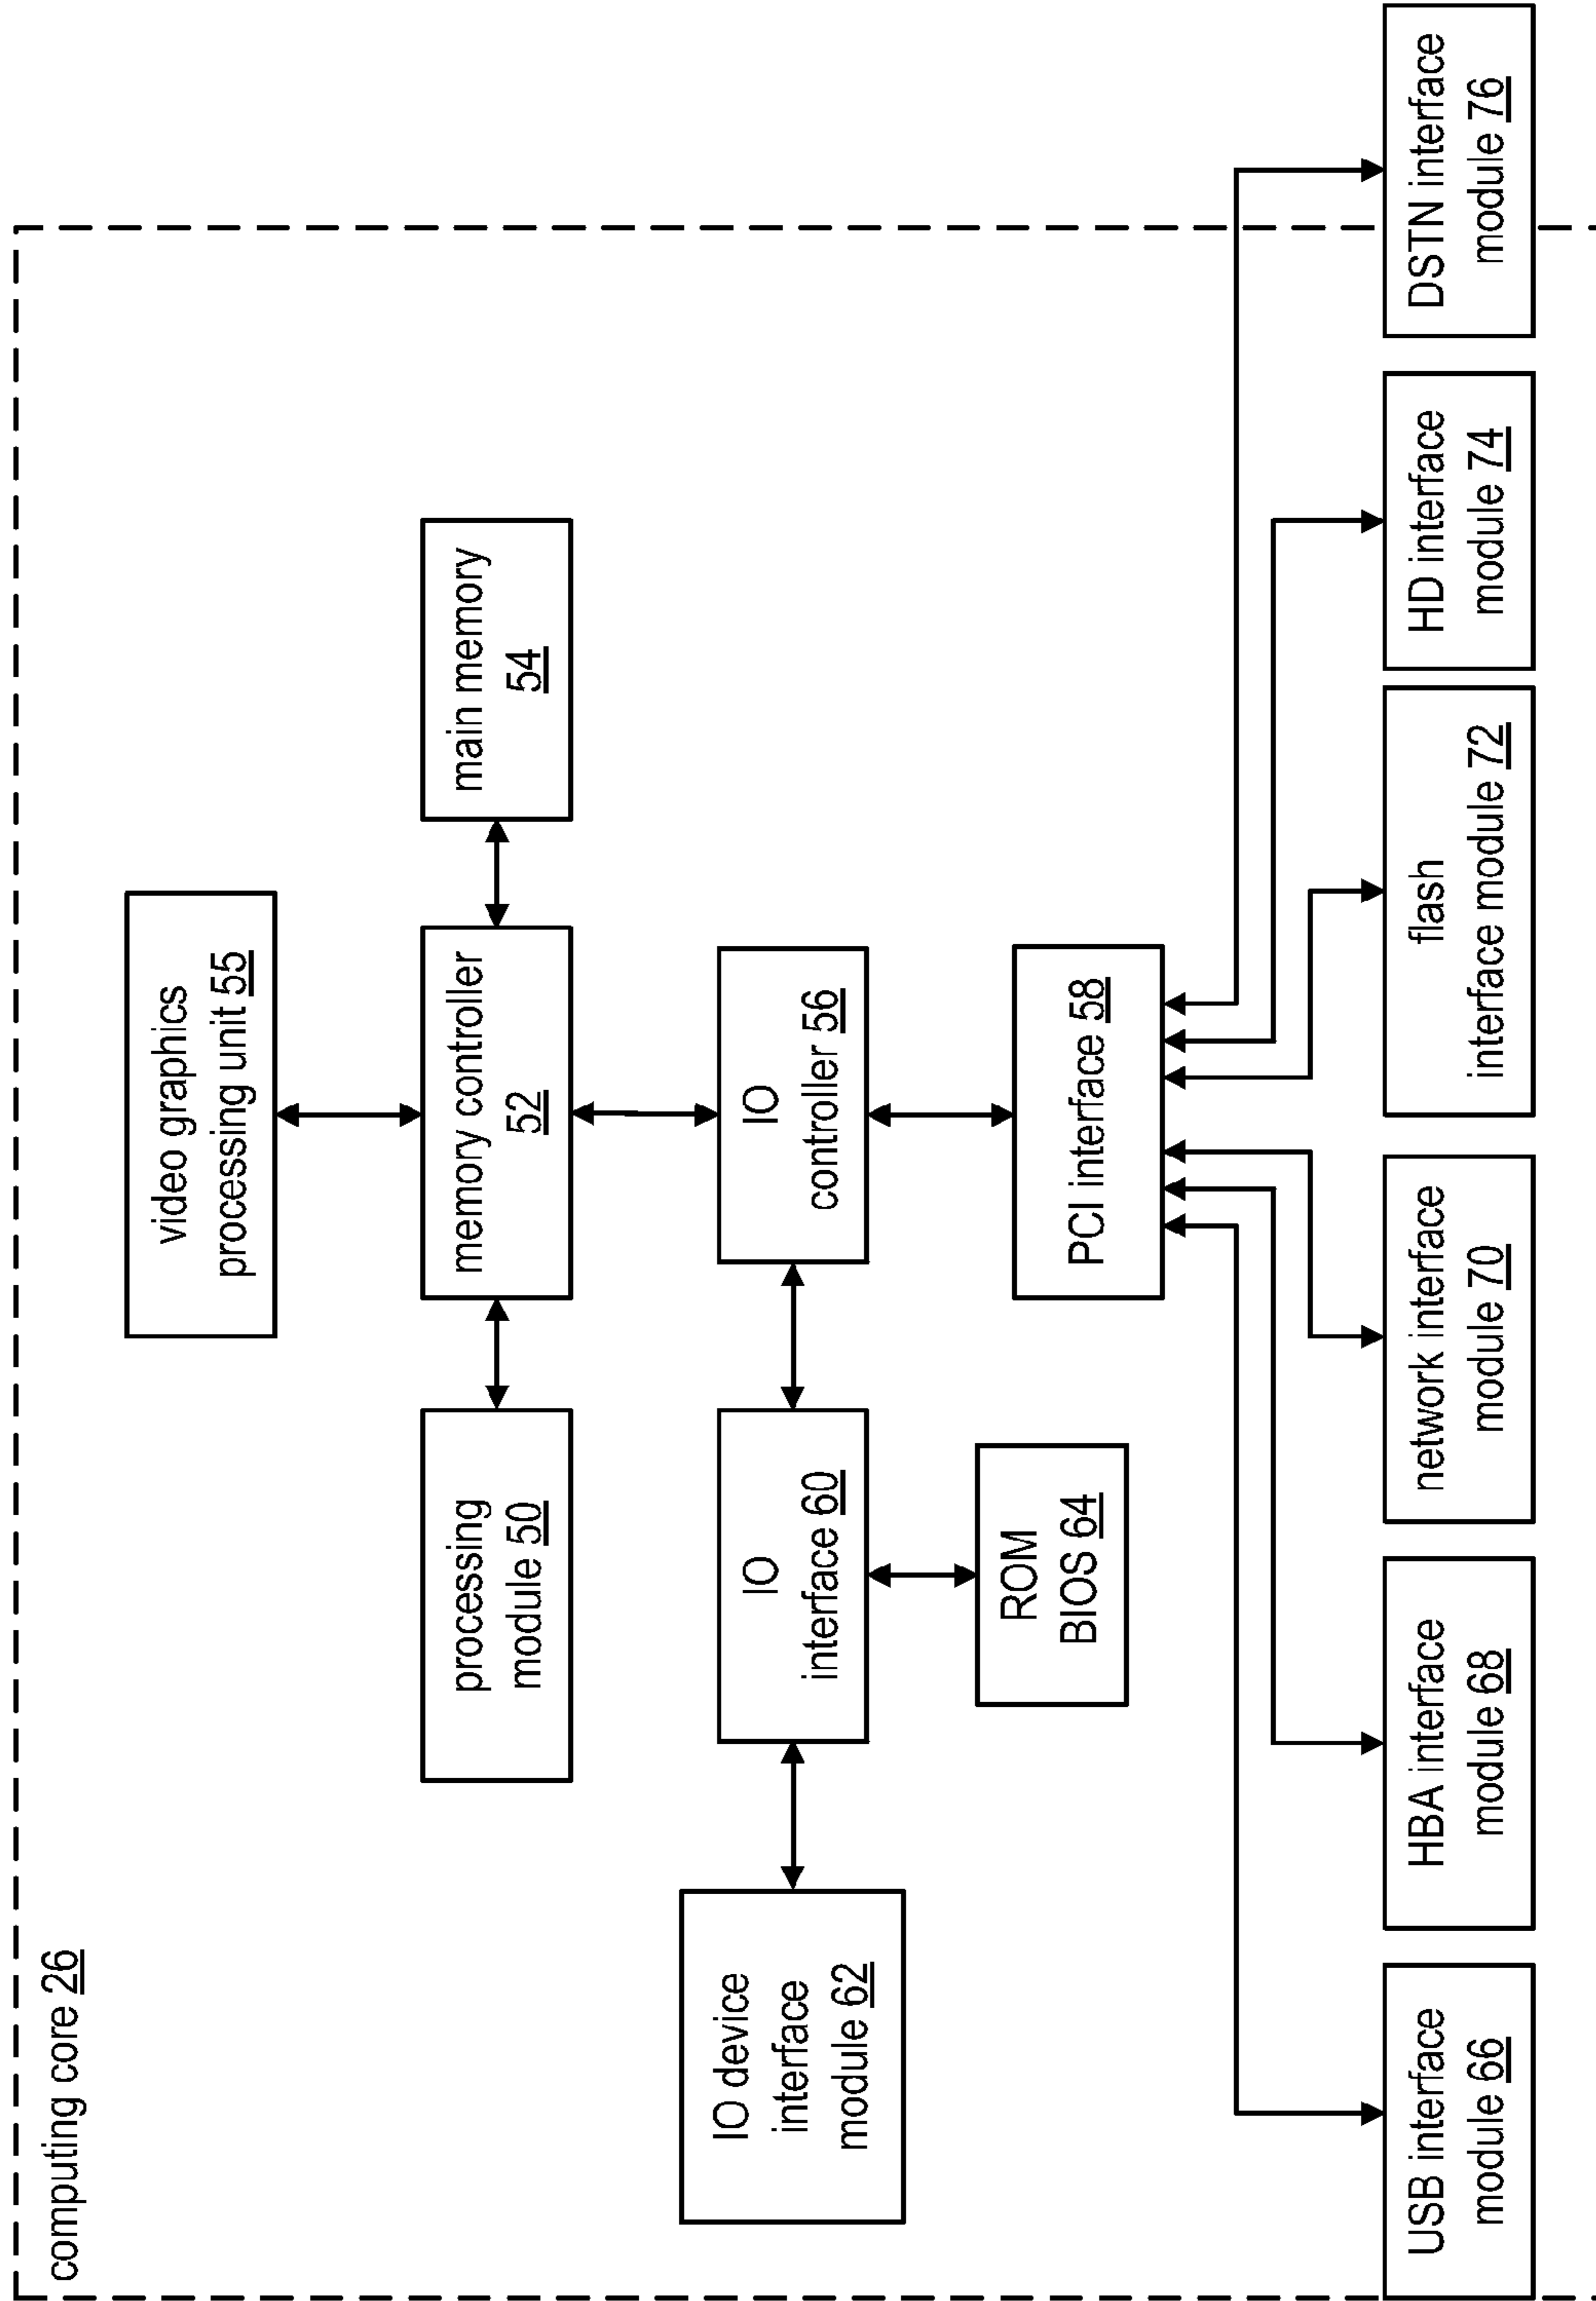 computing core 26
video graphics
processing unit 55
processing
module 50
memory controller
52
main memory
54
IO device
interface
module 62
IO
interface 60
IO
controller 56
ROM
BIOS 64
PCI interface 58
USB interface
module 66
HBA interface
module 68
network interface
module 70
flash
interface module 72
HD interface
module 74
DSTN interface
module 76